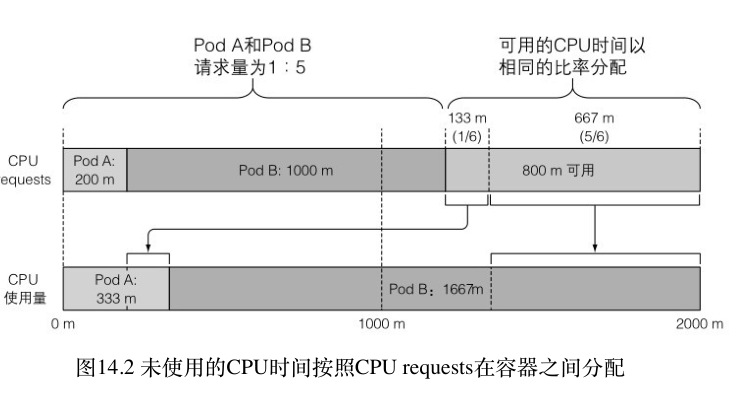 Pod A和Pod B
请求量为1：5
可用的CPU时间以
相同的比率分配
133 m
(1/6)
667 m
(5/6)
CPU
requests
Pod A:
200 m
Pod B: 1000 m
800 m 可用
CPU
使用量
Pod A:
333 m
Pod B：1667m
0 m
1000 m
2000 m
图14.2 未使用的CPU时间按照CPU requests在容器之间分配